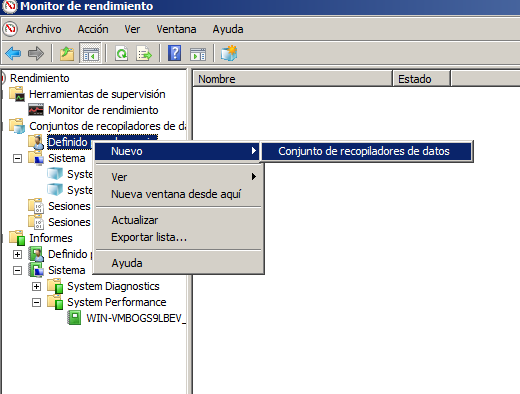 Monitor de rendimiento
Archivo Acción Ver Ventana Ayuda
Rendimiento
Herramientas de supervisión
Monitor de rendimiento
Conjuntos de recopiladores de
Definido
Sistema
Sesiones
Sesiones
Informes
Definido
Sistema
System Diagnostics
System Performance
WIN-VMBOGS9LBEV_
Nombre Estado
Nuevo
Ver
Nueva ventana desde aquí
Actualizar
Exportar lista...
Ayuda
Conjunto de recopiladores de datos